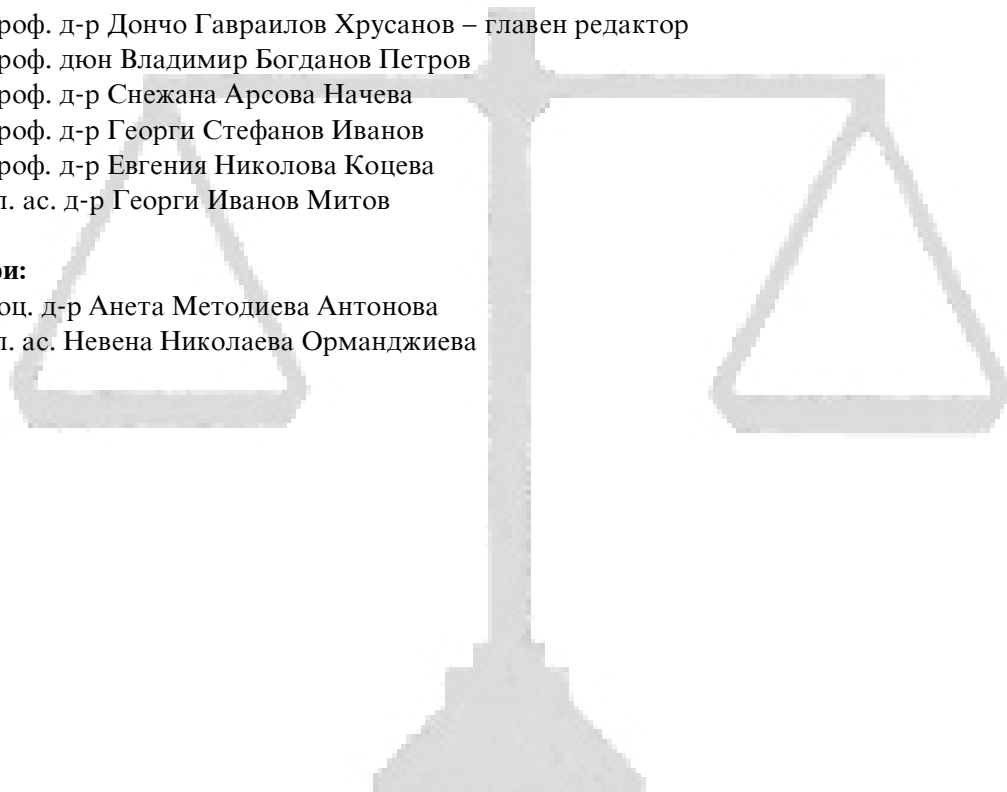 роф. д-р Дончо Гавраилов Хрусанов – главен редактор
роф. дюн Владимир Богданов Петров
роф. д-р Снежана Арсова Начева
роф. д-р Георги Стефанов Иванов
роф. д-р Евгения Николова Коцева
л. ас. д-р Георги Иванов Митов
ри:
оц. д-р Анета Методиева Антонова
л. ас. Невена Николаева Орманджиева